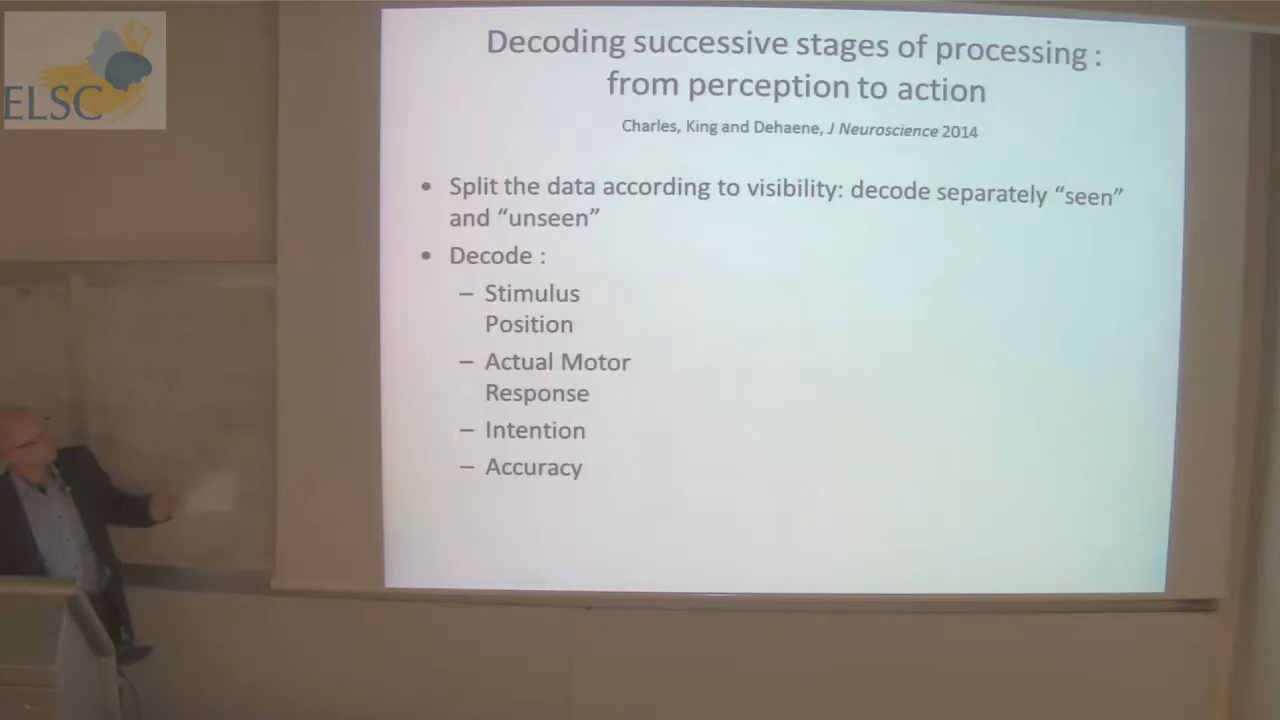 ELSC
Decoding successive stages of processing :
from perception to action
Charles, King and Dehaene, J Neuroscience 2014
• Split the data according to visibility: decode separately “seen”
and “unseen”
• Decode :
– Stimulus
Position
– Actual Motor
Response
– Intention
– Accuracy